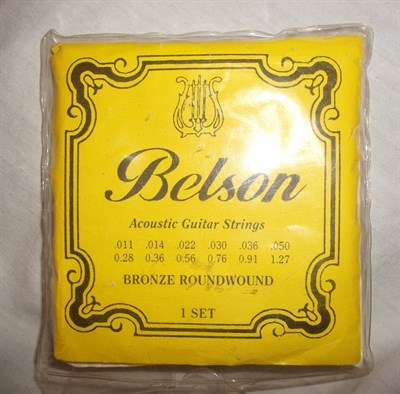 Belson
Acoustic Guitar Strings
.011 .014 .022 .030 .036 .050
0.28 0.36 0.56 0.76 0.91 1.27
BRONZE ROUNDWOUND
1 SET